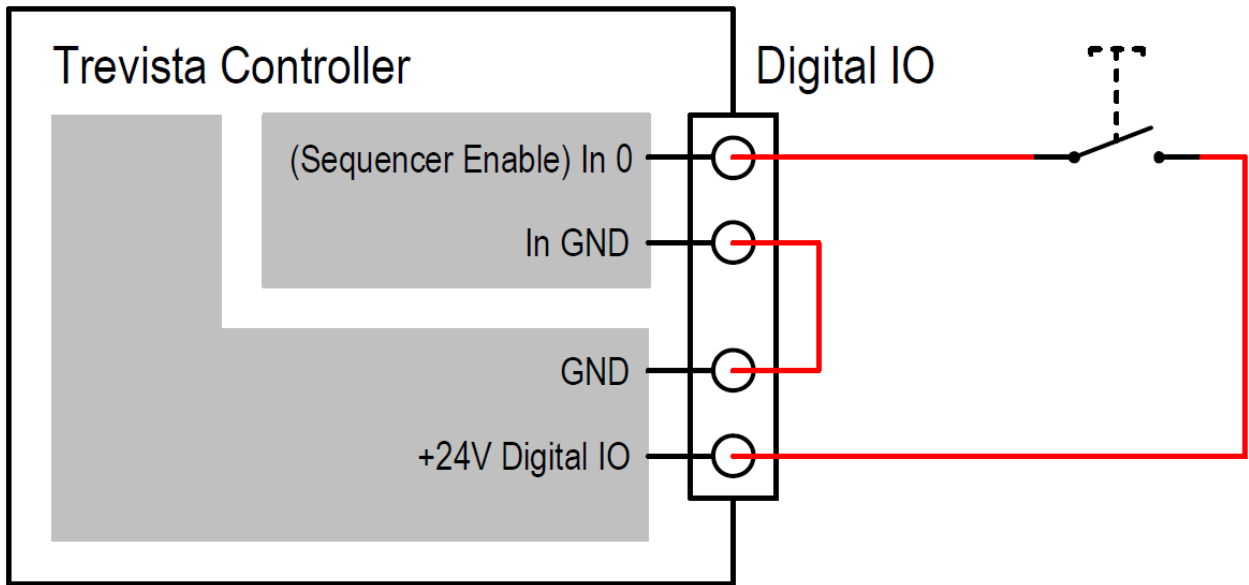 Trevista Controller
Digital IO
(Sequencer Enable) In 0
In GND
GND
+24V Digital IO